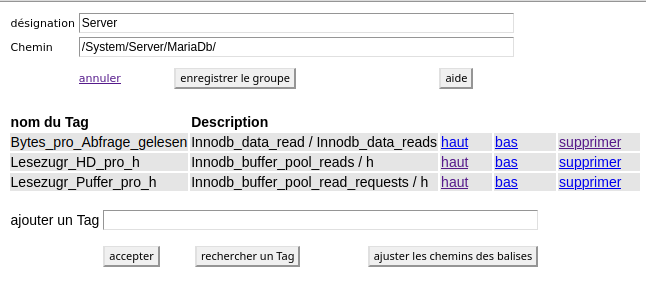 désignation Server
Chemin /System/Server/MariaDb/
annuler enregistrer le groupe aide
nom du Tag Description
Bytes_pro_Abfrage_gelesen Innodb_data_read / Innodb_data_reads haut bas supprimer
Lesezugr_HD_pro_h Innodb_buffer_pool_reads / h haut bas supprimer
Lesezugr_Puffer_pro_h Innodb_buffer_pool_read_requests / h haut bas supprimer
ajouter un Tag
accepter rechercher un Tag ajuster les chemins des balises